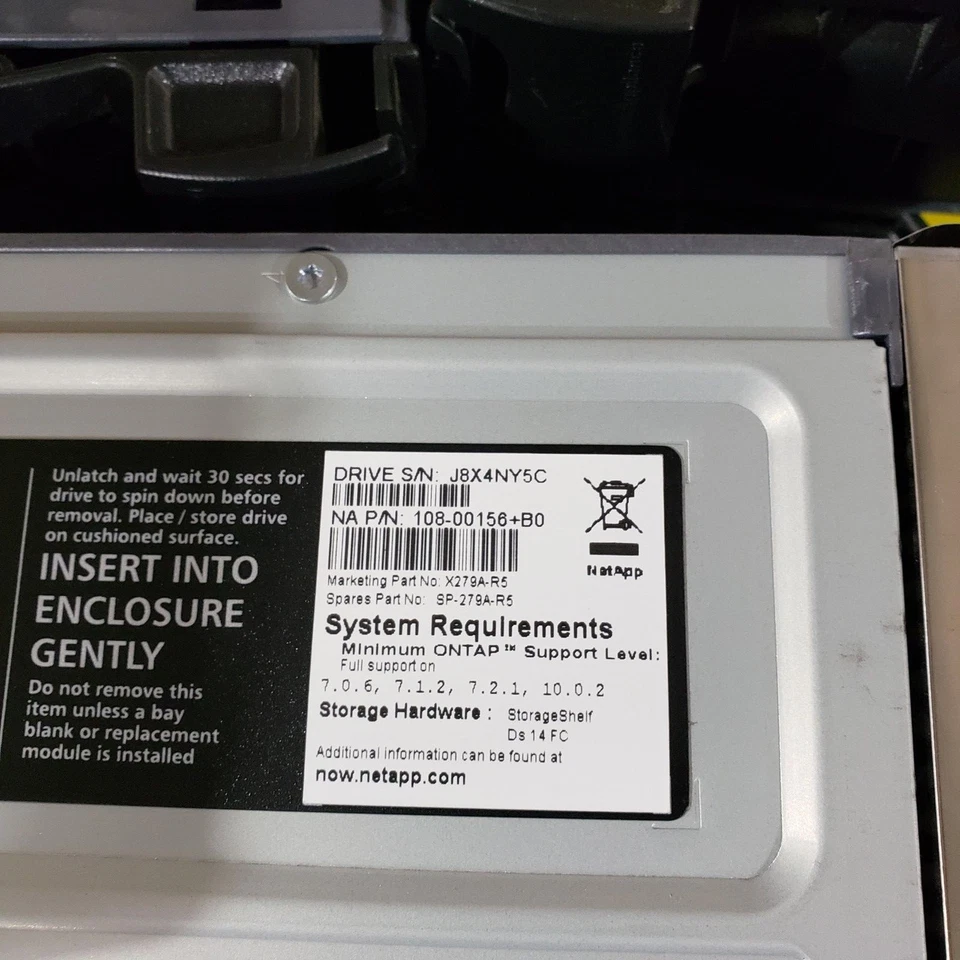 Unlatch and wait 30 secs for
drive to spin down before
removal. Place / store drive
on cushioned surface.
INSERT INTO
ENCLOSURE
GENTLY
Do not remove this
item unless a bay
blank or replacement
module is installed
DRIVE S/N: J8X4NY5C
NA P/N: 108-00156+B0
NetApp
Marketing Part No: X279A-R5
Spares Part No: SP-279A-R5
System Requirements
Minimum ONTAP™ Support Level:
Full support on
7.0.6, 7.1.2, 7.2.1, 10.0.2
Storage Hardware : StorageShelf
Ds 14 FC
Additional information can be found at
now.netapp.com